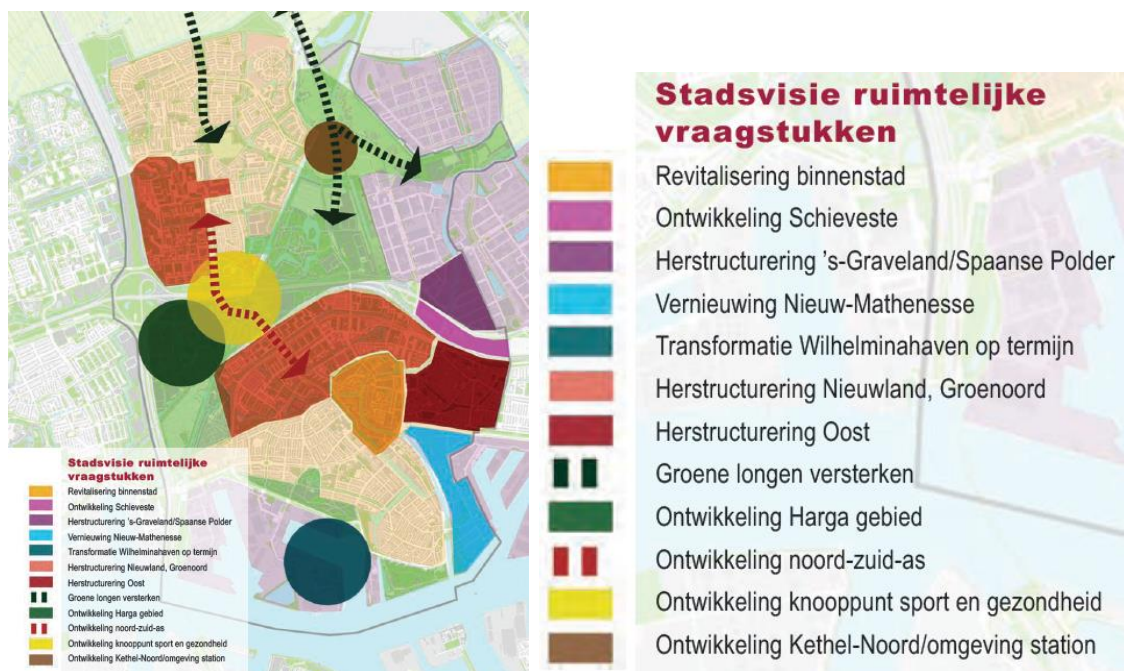 Stadsvisie ruimtelijke
vraagstukken
Revitalisering binnenstad
Ontwikkeling Schieveste
Herstructurering 's-Graveland/Spaanse Polder
Vernieuwing Nieuw-Mathenesse
Transformatie Wilhelminahaven op termijn
Herstructurering Nieuwland, Groenoord
Herstructurering Oost
Groene longen versterken
Ontwikkeling Harga gebied
Ontwikkeling noord-zuid-as
Ontwikkeling knooppunt sport en gezondheid
Ontwikkeling Kethel-Noord/omgeving station
Stadsvisie ruimtelijke
vraagstukken
Revitalisering binnenstad
Ontwikkeling Schieveste
Herstructurering 's-Graveland/Spaanse Polder
Vernieuwing Nieuw-Mathenesse
Transformatie Wilhelminahaven op termijn
Herstructurering Nieuwland, Groenoord
Herstructurering Oost
Groene longen versterken
Ontwikkeling Harga gebied
Ontwikkeling noord-zuid-as
Ontwikkeling knooppunt sport en gezondheid
Ontwikkeling Kethel-Noord/omgeving station